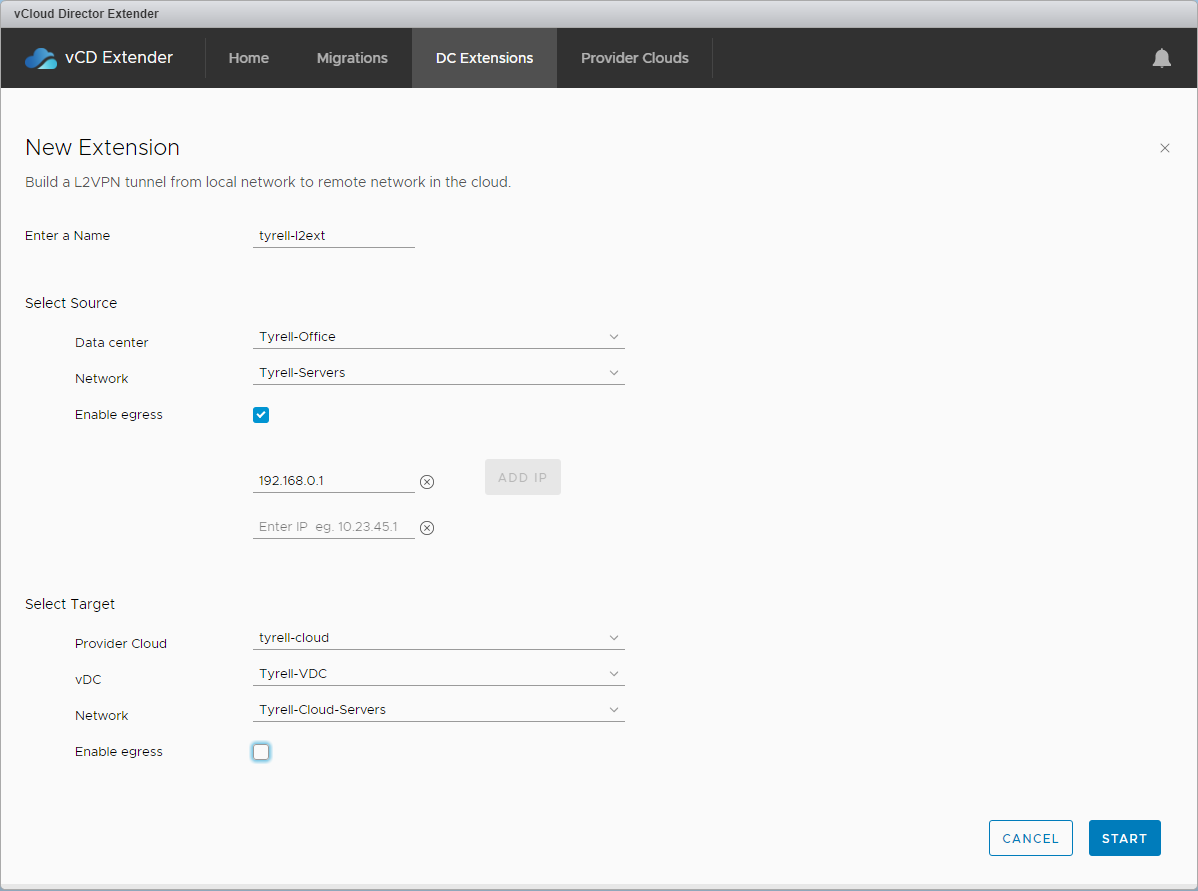 vCloud Director Extender
vCD Extender Home Migrations DC Extensions Provider Clouds
New Extension
Build a L2VPN tunnel from local network to remote network in the cloud.
Enter a Name tyrell-l2ext
Select Source
Data center Tyrell-Office
Network Tyrell-Servers
Enable egress
192.168.0.1 ADD IP
Enter IP eg. 10.23.45.1
Select Target
Provider Cloud tyrell-cloud
vDC Tyrell-VDC
Network Tyrell-Cloud-Servers
Enable egress
CANCEL START